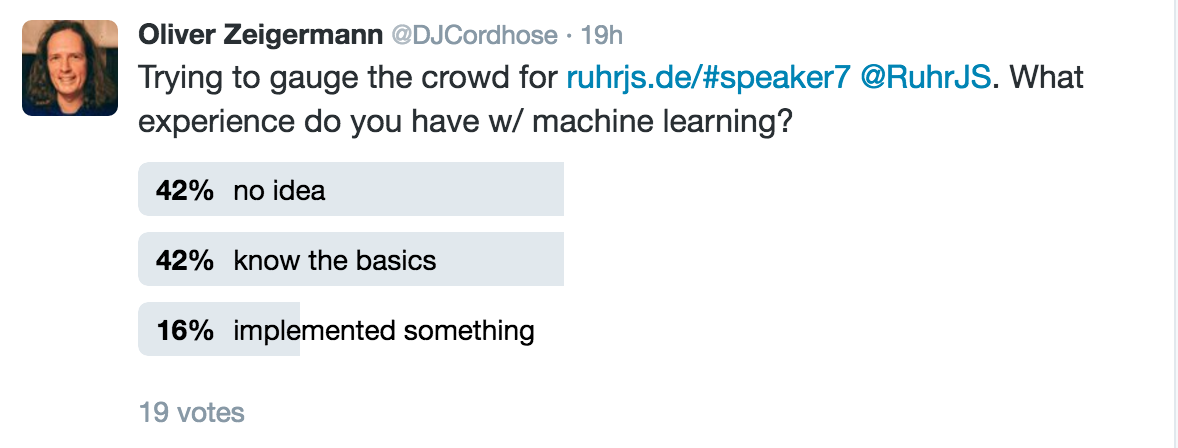 Oliver Zeigermann @DJCordhose · 19h
Trying to gauge the crowd for ruhrjs.de/#speaker7 @RuhrJS. What
experience do you have w/ machine learning?
42% no idea
42% know the basics
16% implemented something
19 votes